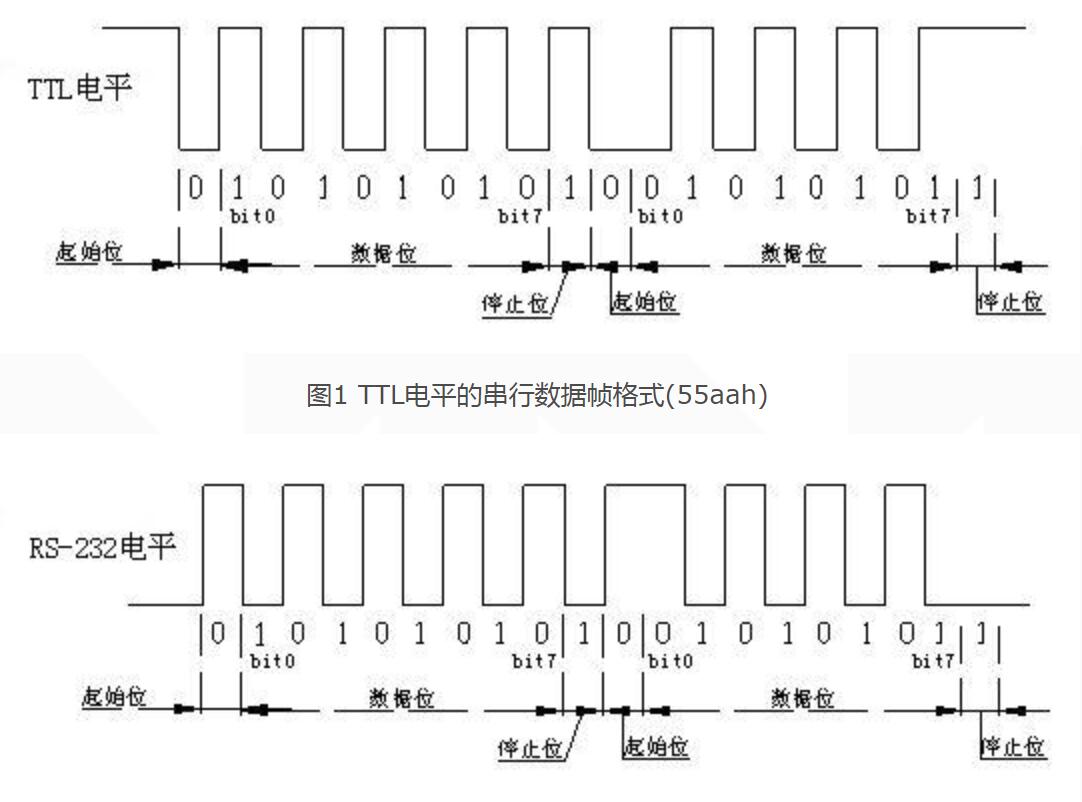 TTL电平
0 1 0 1 0 1 0 1 0 1 0 0 1 0 1 0 1 0 1 1
bit0 bit7 bit0 bit7
起始位 数据位 数据位
停止位 起始位 停止位
图1 TTL电平的串行数据帧格式(55aah)
RS-232电平
0 1 0 1 0 1 0 1 0 1 0 0 1 0 1 0 1 0 1 1
bit0 bit7 bit0 bit7
起始位 数据位 数据位
停止位 起始位 停止位